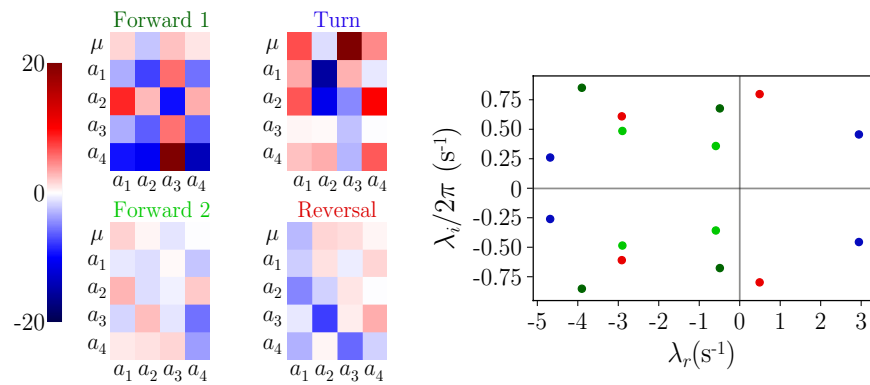 Forward 1
Turn
20
0
-20
μ
a₁
a₂
a₃
a₄
a₁ a₂ a₃ a₄
a₁ a₂ a₃ a₄
Forward 2
Reversal
μ
a₁
a₂
a₃
a₄
μ
a₁
a₂
a₃
a₄
μ
a₁
a₂
a₃
a₄
a₁ a₂ a₃ a₄
a₁ a₂ a₃ a₄
λᵢ/2π (s⁻¹)
0.75
0.50
0.25
0
-0.25
-0.50
-0.75
-5 -4 -3 -2 -1 0 1 2 3
λᵣ(s⁻¹)